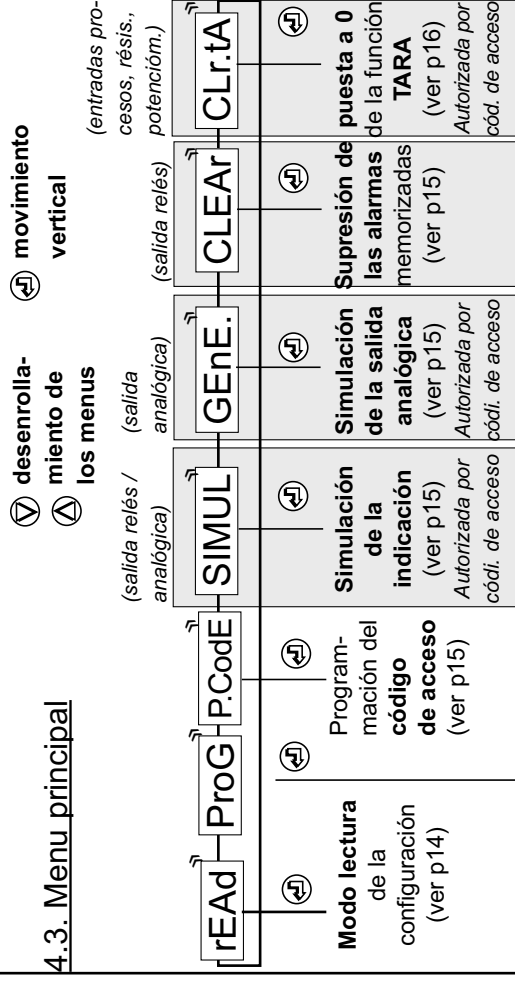 4.3. Menu principal
desenrolla-
miento de
los menus
movimiento
vertical
rEAd
ProG
P.CodE
(salida relés /
analógica)
SIMUL
(salida
analógica)
GEnE.
(salida relés)
CLEAr
(entradas pro-
cesos, résis.,
potencióm.)
CLr.tA
Modo lectura
de la
configuración
(ver p14)
Program-
mación del
código
de acceso
(ver p15)
Simulación
de la
indicación
(ver p15)
Autorizada por
códi. de acceso
Simulación
de la salida
analógica
(ver p15)
Autorizada por
códi. de acceso
Supresión de
las alarmas
memorizadas
(ver p15)
puesta a 0
de la función
TARA
(ver p16)
Autorizada por
cód. de acceso